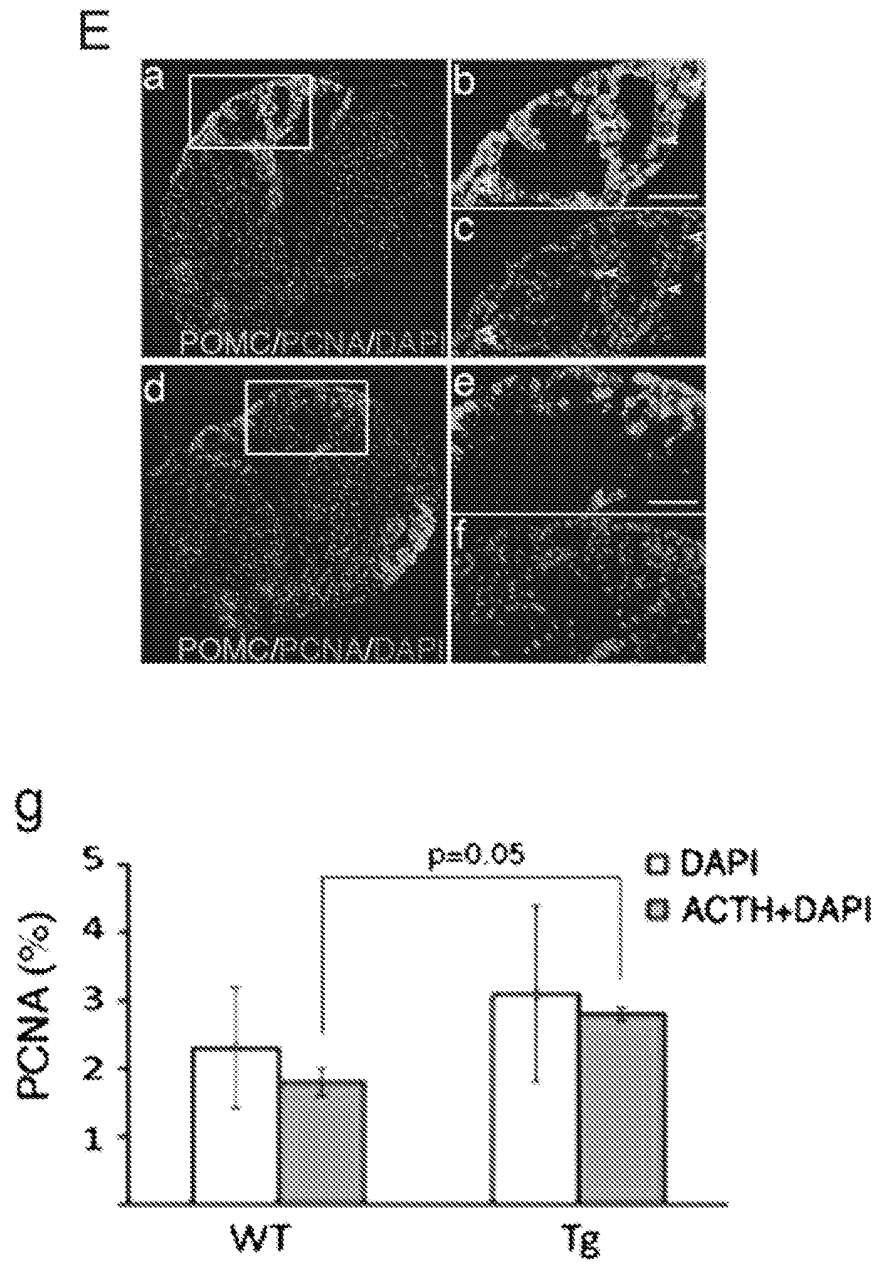 E
a
b
c
POMC/PCNA/DAPI
d
e
f
POMC/PCNA/DAPI
g
p=0.05
DAPI
ACTH+DAPI
PCNA (%)
5
4
3
2
1
WT
Tg